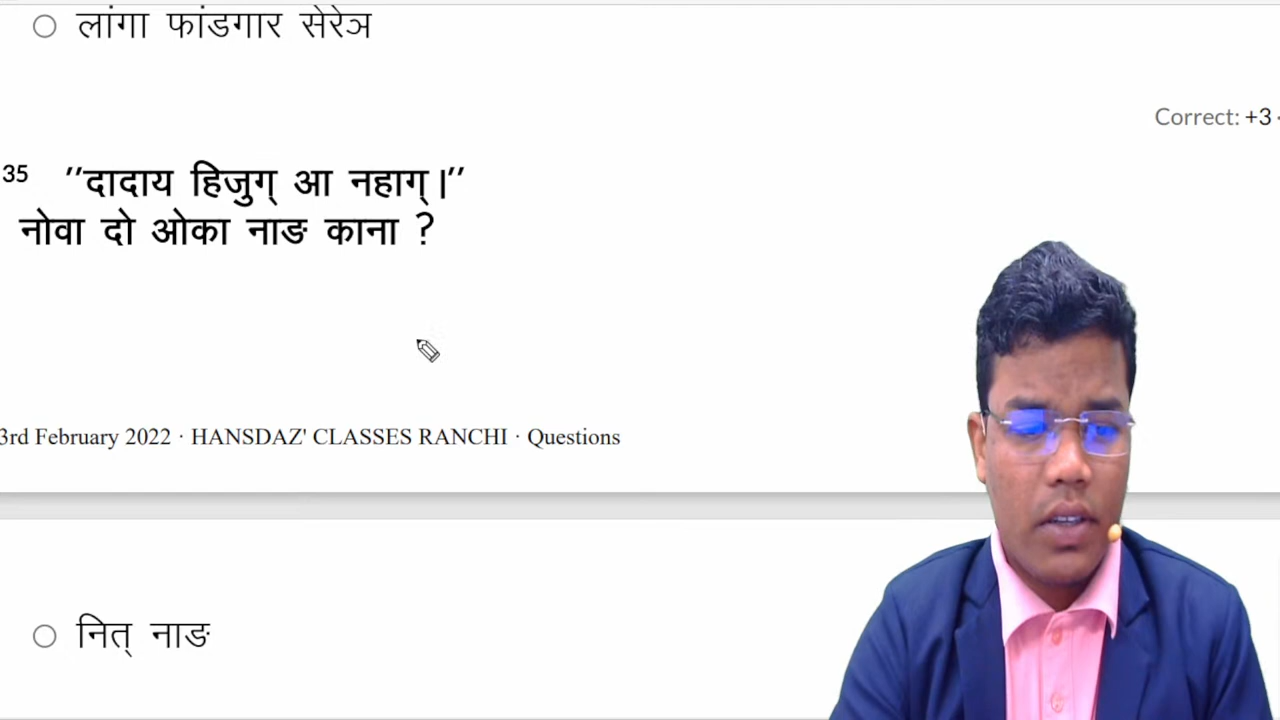 लांगा फांडगार सेरेञ
Correct: +3
35 ”दादाय हिजुग् आ नहाग्।”
नोवा दो ओका नाङ काना ?
3rd February 2022 · HANSDAZ' CLASSES RANCHI · Questions
नित् नाङ